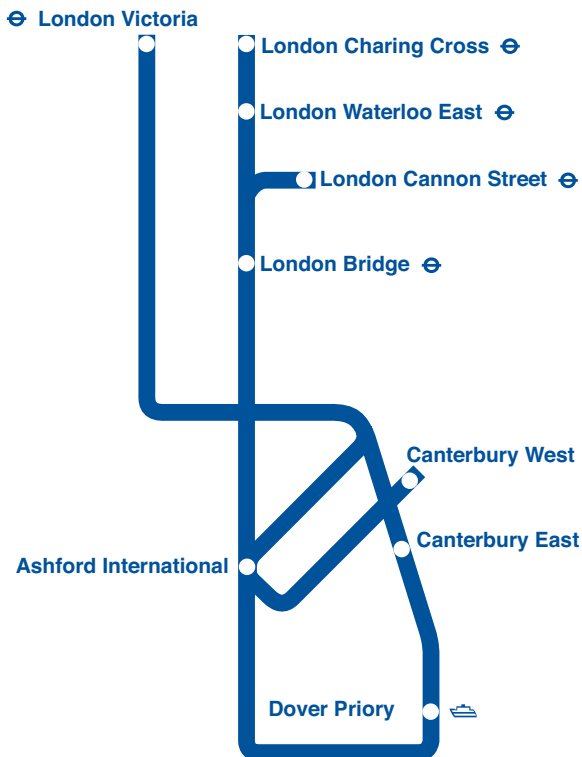 London Victoria
London Charing Cross
London Waterloo East
London Cannon Street
London Bridge
Canterbury West
Canterbury East
Ashford International
Dover Priory